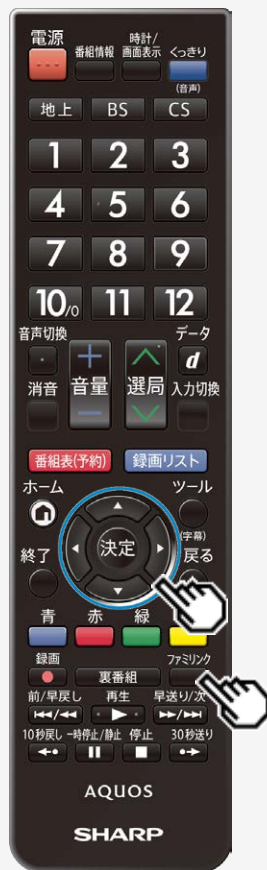 電源
番組情報 時計/画面表示 くっきり
(音声)
地上 BS CS
1 2 3
4 5 6
7 8 9
10/0 11 12
音声切換 データ
+ d
消音 音量 選局 入力切換
−
番組表(予約) 録画リスト
ホーム ツール
(字幕)
終了 決定 戻る
青 赤 緑
録画 裏番組 ファミリンク
前/早戻し 再生 早送り/次
10秒戻し 一時停止/静止 停止 30秒送り
AQUOS
SHARP